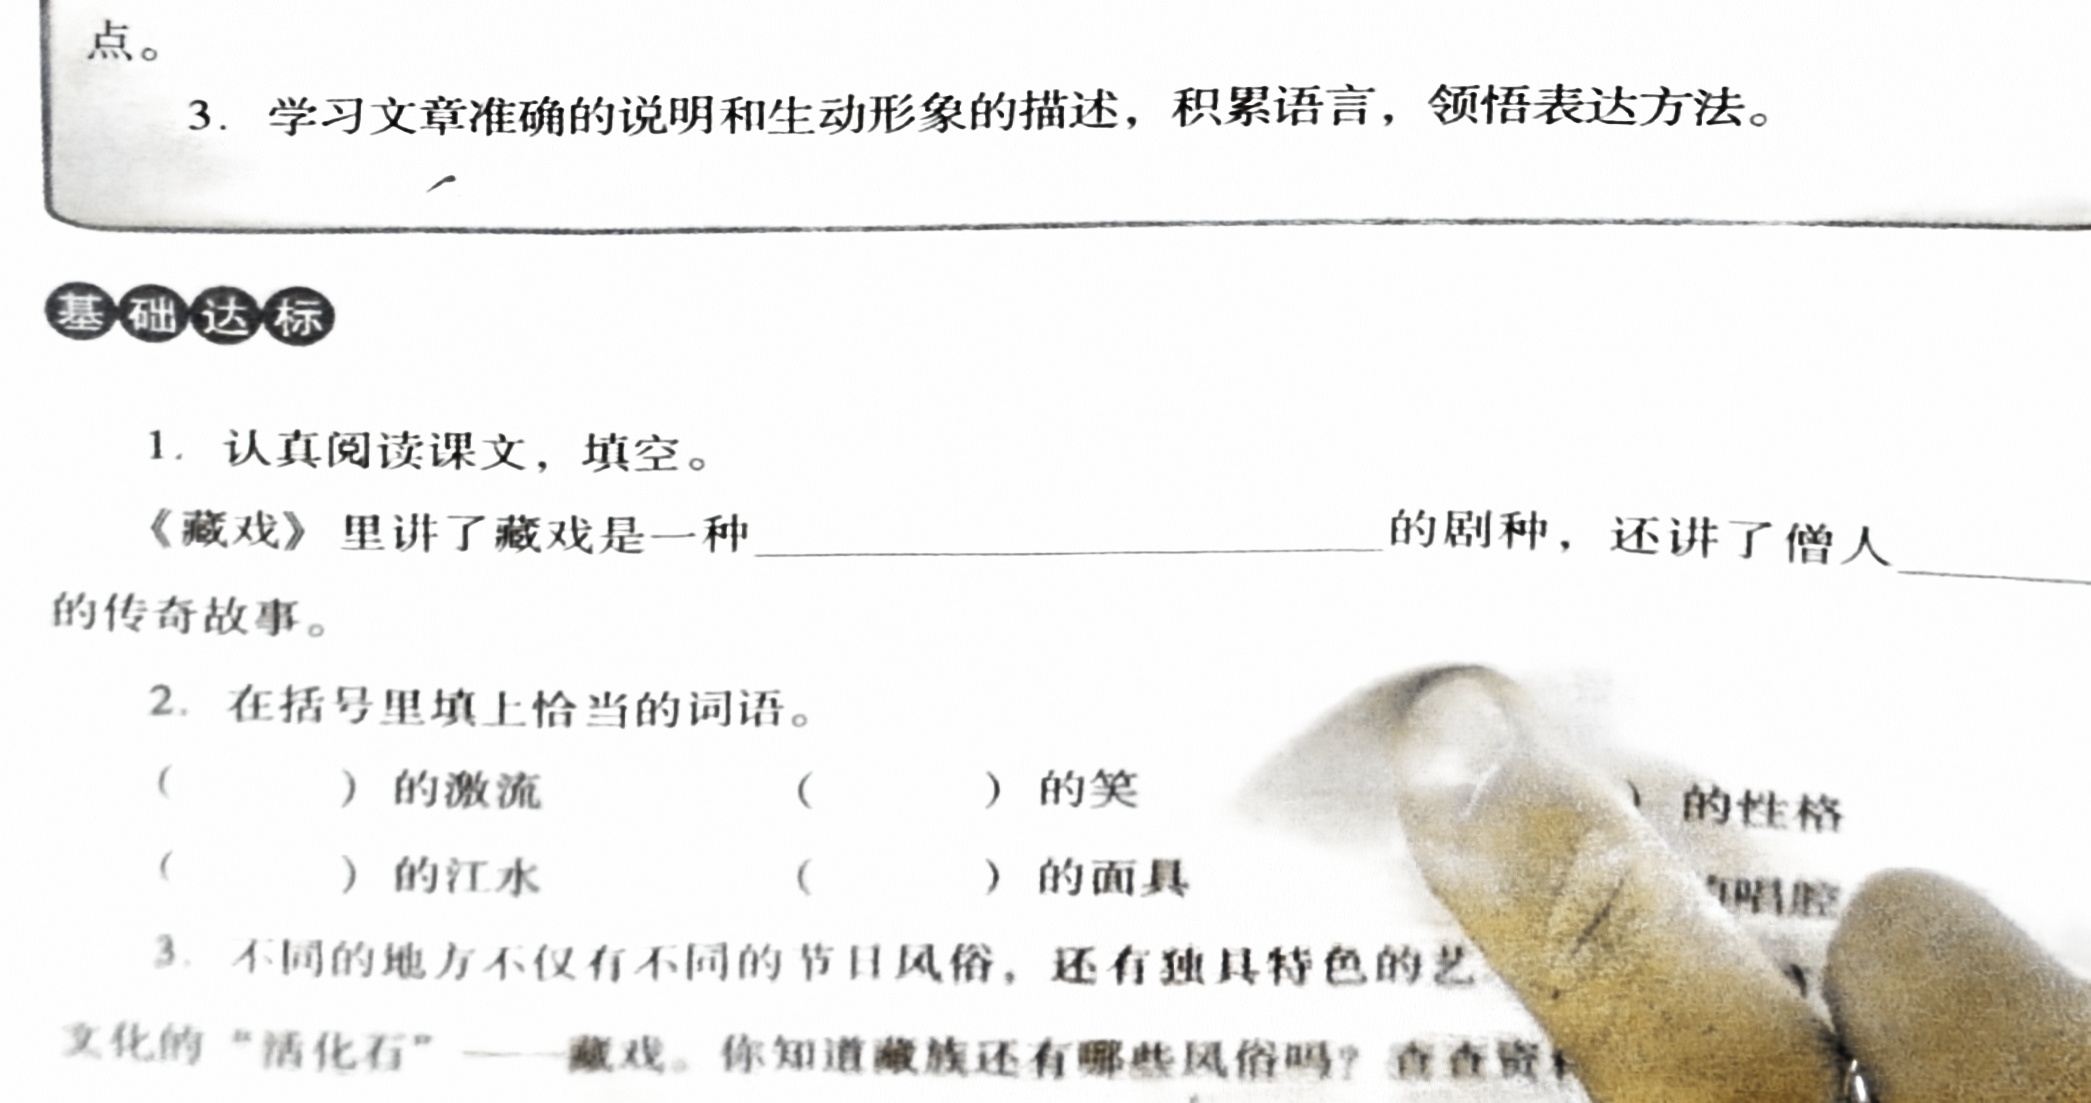 点。
3. 学习文章准确的说明和生动形象的描述，积累语言，领悟表达方法。
基础达标
1. 认真阅读课文，填空。
《藏戏》里讲了藏戏是一种____________的剧种，还讲了僧人____
的传奇故事。
2. 在括号里填上恰当的词语。
（　　）的激流　　（　　）的笑　　）的性格
（　　）的江水　　（　　）的面具　　唱腔
3. 不同的地方不仅有不同的节日风俗，还有独具特色的艺
文化的“活化石”——藏戏。你知道藏族还有哪些风俗吗？查查资